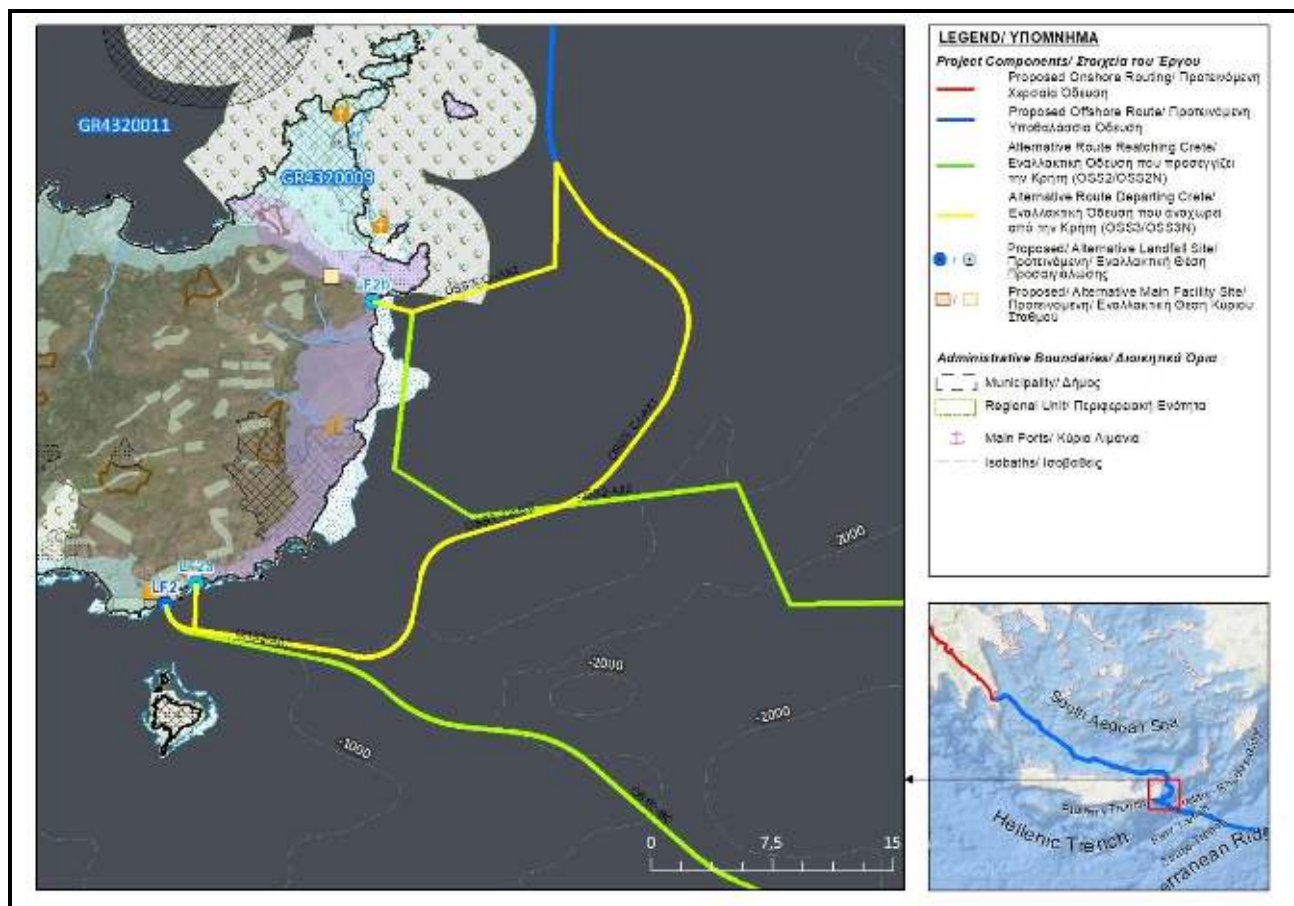 GR4320011
GR4320009
LF2b
LF2a
LF2
-2000
-2000
-2000
-1000
0
7,5
15
LEGEND/ ΥΠΟΜΝΗΜΑ
Project Components/ Στοιχεία του Έργου
Proposed Onshore Routing/ Προτεινόμενη
Χερσαία Όδευση
Proposed Offshore Route/ Προτεινόμενη
Υποθαλάσσια Όδευση
Alternative Route Reatching Crete/
Εναλλακτική Όδευση που προσεγγίζει
την Κρήτη (OSS2/OSS2N)
Alternative Route Departing Crete/
Εναλλακτική Όδευση που αναχωρεί
από την Κρήτη (OSS3/OSS3N)
Proposed/ Alternative Landfall Site/
Προτεινόμενη/ Εναλλακτική Θέση
Προσαιγιάλωσης
Proposed/ Alternative Main Facility Site/
Προτεινόμενη/ Εναλλακτική Θέση Κύριου
Σταθμού
Administrative Boundaries/ Διοικητικά Όρια
Municipality/ Δήμος
Regional Unit/ Περιφερειακή Ενότητα
Main Ports/ Κύρια Λιμάνια
Isobaths/ Ισοβαθείς
South Aegean Sea
Hellenic Trench